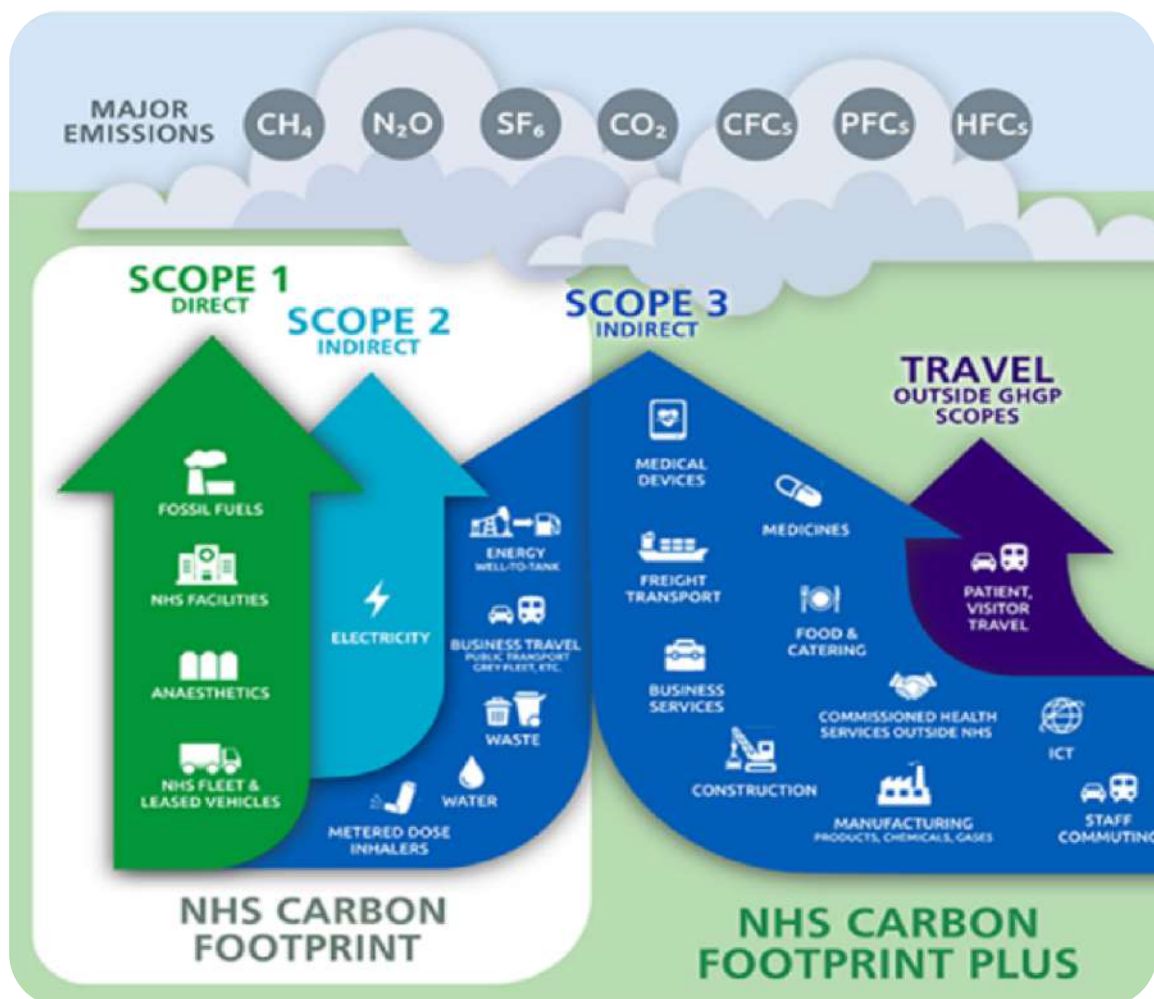 MAJOR
EMISSIONS
CH₄
N₂O
SF₆
CO₂
CFCs
PFCs
HFCs
SCOPE 1
DIRECT
SCOPE 2
INDIRECT
SCOPE 3
INDIRECT
TRAVEL
OUTSIDE GHGP
SCOPES
FOSSIL FUELS
NHS FACILITIES
ANAESTHETICS
NHS FLEET &
LEASED VEHICLES
ELECTRICITY
ENERGY
WELL-TO-TANK
BUSINESS TRAVEL
PUBLIC TRANSPORT
GREY FLEET, ETC.
WASTE
WATER
METERED DOSE
INHALERS
MEDICAL
DEVICES
MEDICINES
FREIGHT
TRANSPORT
FOOD &
CATERING
BUSINESS
SERVICES
COMMISSIONED HEALTH
SERVICES OUTSIDE NHS
ICT
CONSTRUCTION
MANUFACTURING
PRODUCTS, CHEMICALS, GASES
STAFF
COMMUTING
PATIENT,
VISITOR
TRAVEL
NHS CARBON
FOOTPRINT
NHS CARBON
FOOTPRINT PLUS